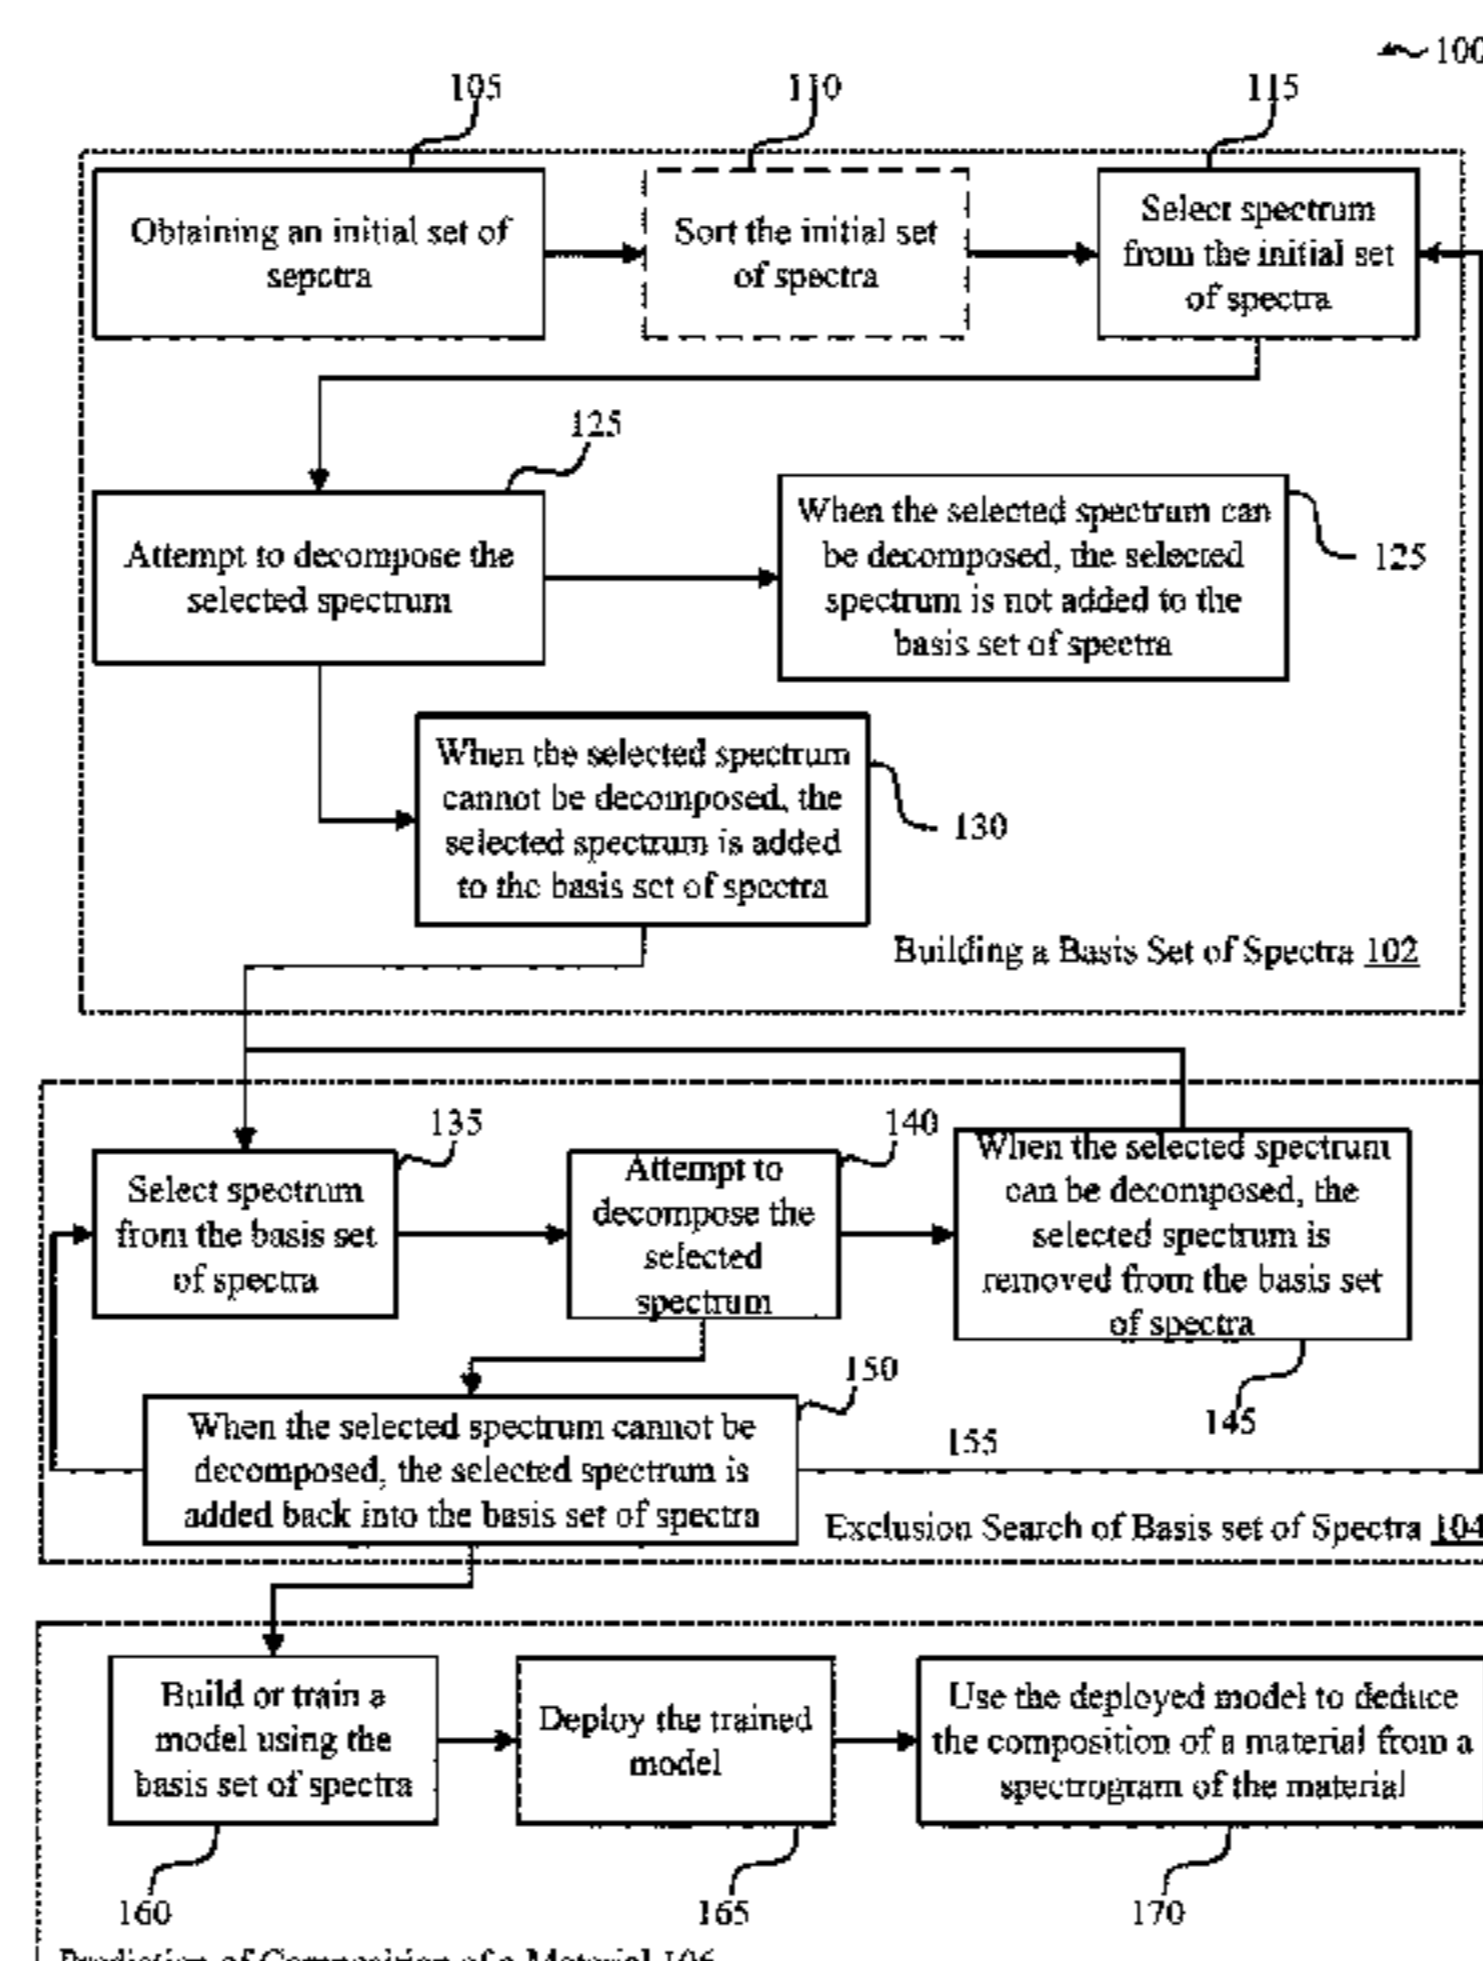 100
105
110
115
Obtaining an initial set of
sepctra
Sort the initial set
of spectra
Select spectrum
from the initial set
of spectra
125
Attempt to decompose the
selected spectrum
When the selected spectrum can
be decomposed, the selected
spectrum is not added to the
basis set of spectra
125
When the selected spectrum
cannot be decomposed, the
selected spectrum is added
to the basis set of spectra
130
Building a Basis Set of Spectra 102
135
140
Select spectrum
from the basis set
of spectra
Attempt to
decompose the
selected
spectrum
When the selected spectrum
can be decomposed, the
selected spectrum is
removed from the basis set
of spectra
145
150
When the selected spectrum cannot be
decomposed, the selected spectrum is
added back into the basis set of spectra
155
Exclusion Search of Basis set of Spectra 104
Build or train a
model using the
basis set of spectra
Deploy the trained
model
Use the deployed model to deduce
the composition of a material from a
spectrogram of the material
160
165
170
Prediction of Composition of a Material 106